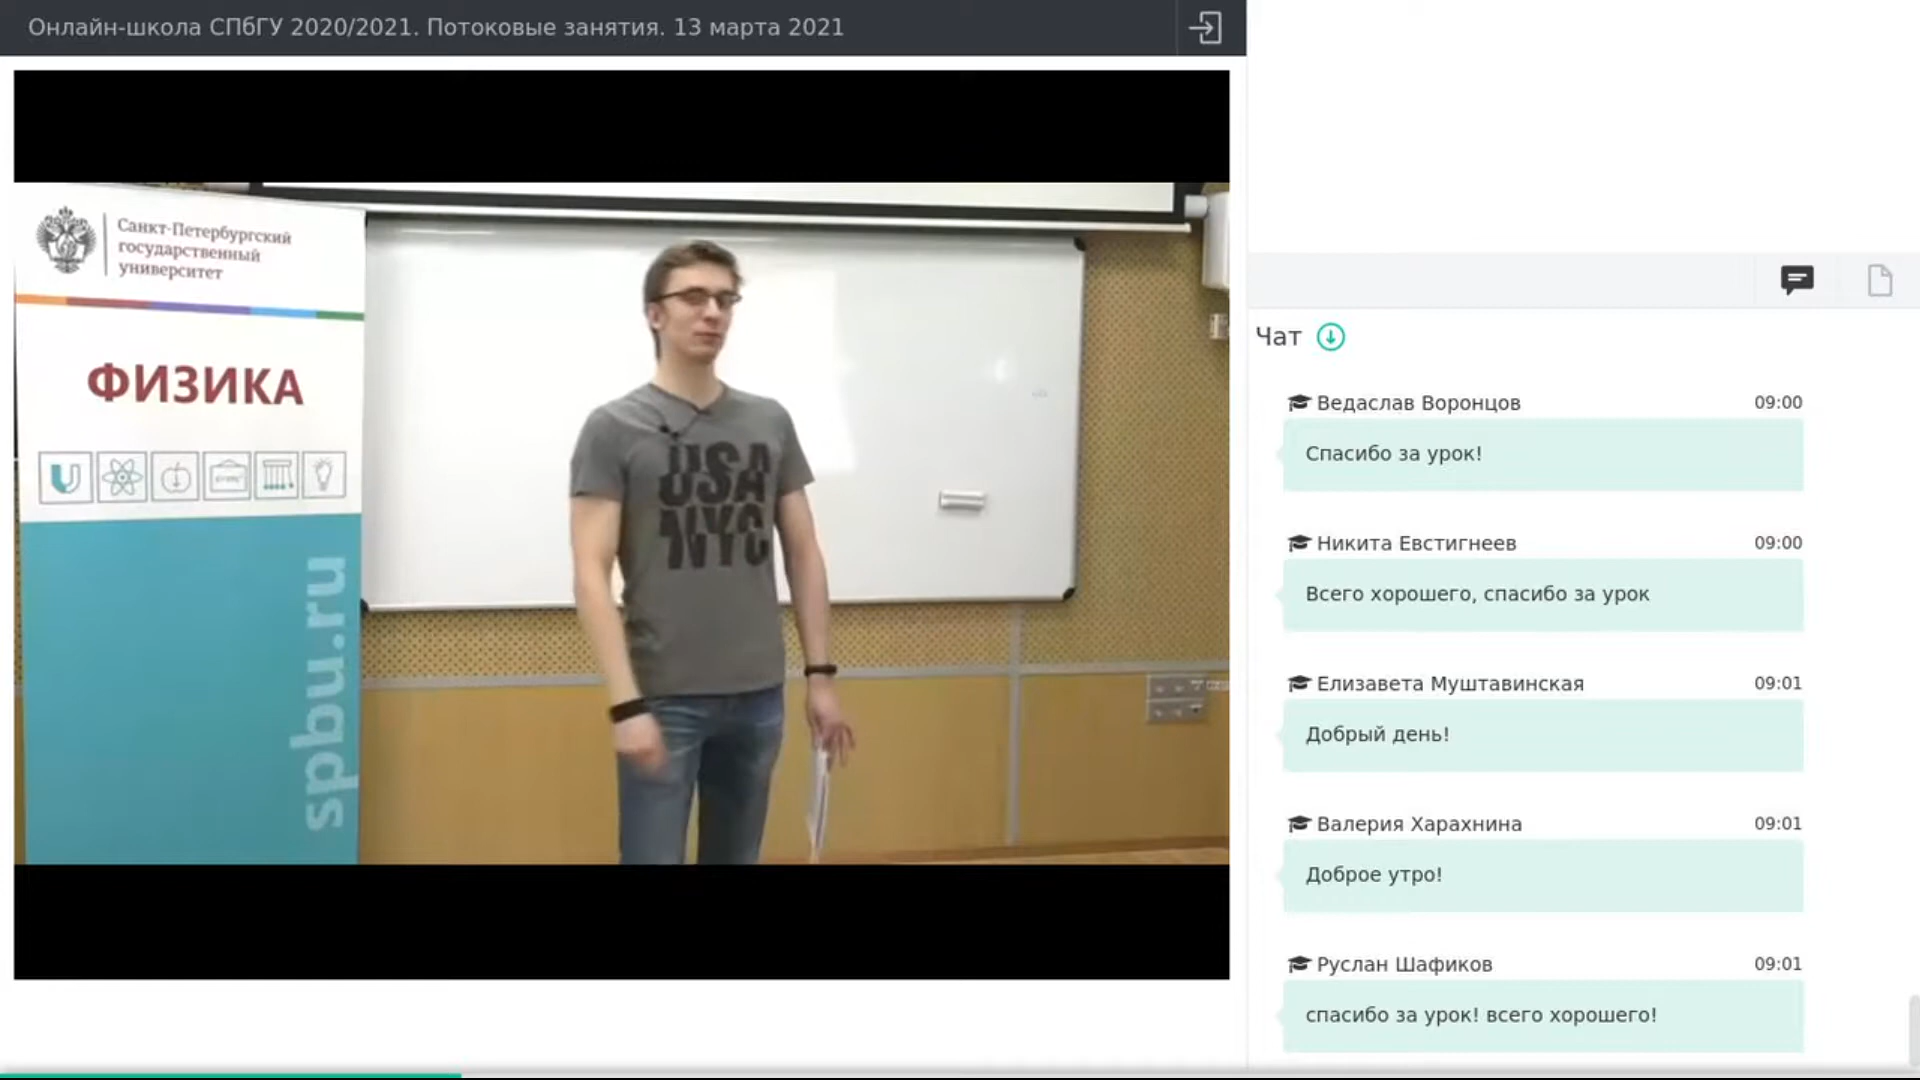 Онлайн-школа СПбГУ 2020/2021. Потоковые занятия. 13 марта 2021
Санкт-Петербургский
государственный
университет
ФИЗИКА
spbu.ru
USA
NYC
Чат
Ведаслав Воронцов 09:00
Спасибо за урок!
Никита Евстигнеев 09:00
Всего хорошего, спасибо за урок
Елизавета Муштавинская 09:01
Добрый день!
Валерия Харахнина 09:01
Доброе утро!
Руслан Шафиков 09:01
спасибо за урок! всего хорошего!